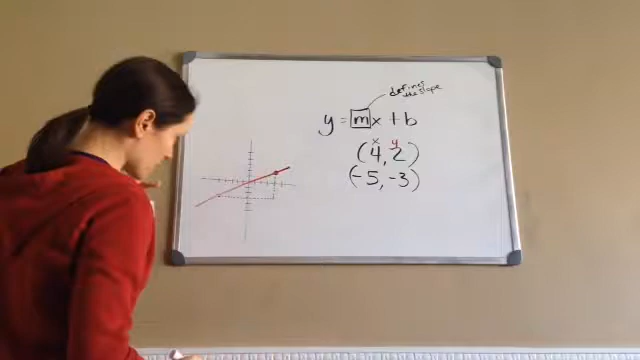 defines
the slope
y = mx + b
x y
(4, 2)
(-5, -3)